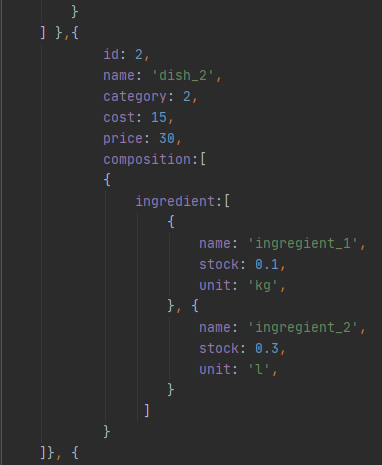 }
] },{
id: 2,
name: 'dish_2',
category: 2,
cost: 15,
price: 30,
composition:[
{
ingredient:[
{
name: 'ingregient_1',
stock: 0.1,
unit: 'kg',
}, {
name: 'ingregient_2',
stock: 0.3,
unit: 'l',
}
]
}
]}, {